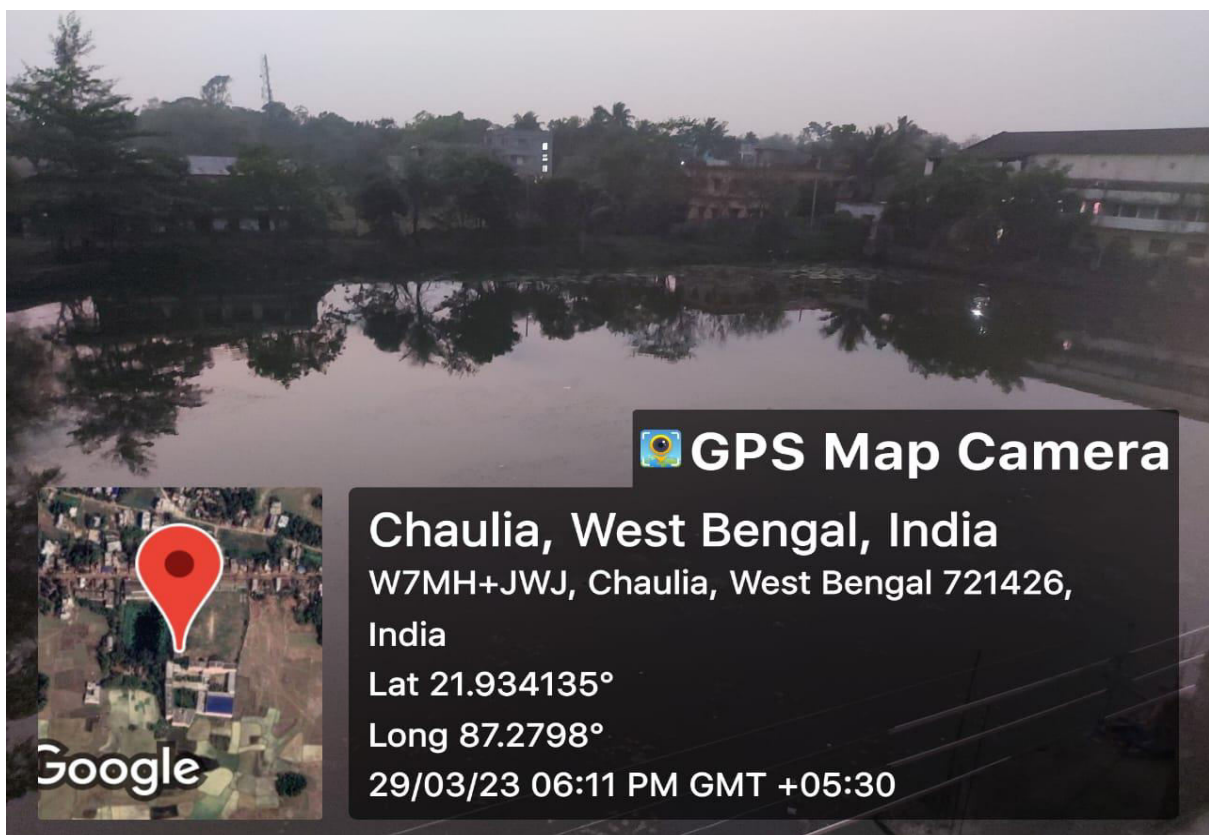 GPS Map Camera
Chaulia, West Bengal, India
W7MH+JWJ, Chaulia, West Bengal 721426,
India
Lat 21.934135°
Long 87.2798°
29/03/23 06:11 PM GMT +05:30
Google